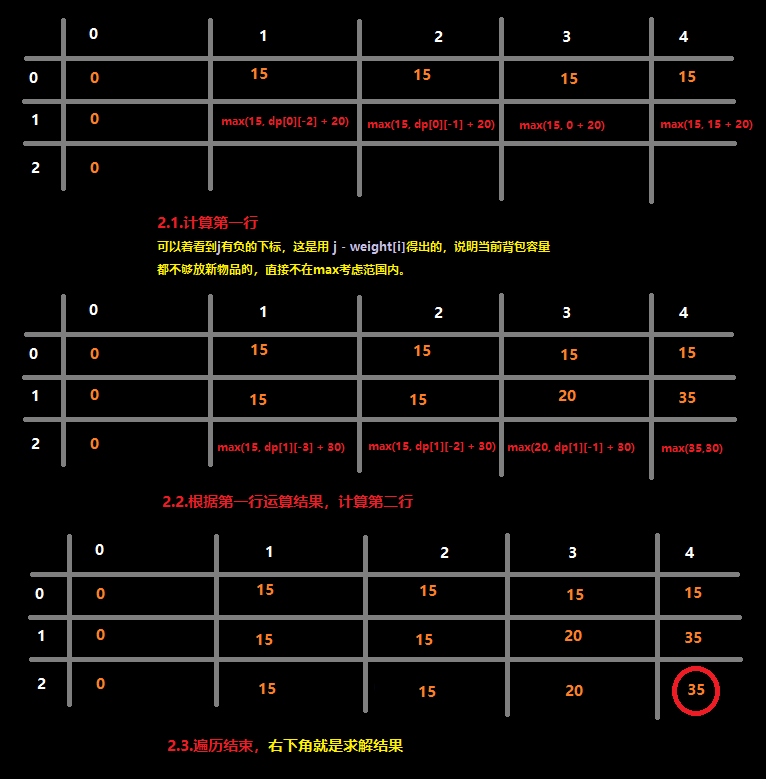 0 1 2 3 4
0 0 15 15 15 15
1 0 max(15, dp[0][-2] + 20) max(15, dp[0][-1] + 20) max(15, 0 + 20) max(15, 15 + 20)
2 0
2.1.计算第一行
可以着看到j有负的下标，这是用 j - weight[i]得出的，说明当前背包容量
都不够放新物品的，直接不在max考虑范围内。
0 1 2 3 4
0 0 15 15 15 15
1 0 15 15 20 35
2 0 max(15, dp[1][-3] + 30) max(15, dp[1][-2] + 30) max(20, dp[1][-1] + 30) max(35,30)
2.2.根据第一行运算结果，计算第二行
0 1 2 3 4
0 0 15 15 15 15
1 0 15 15 20 35
2 0 15 15 20 35
2.3.遍历结束，右下角就是求解结果